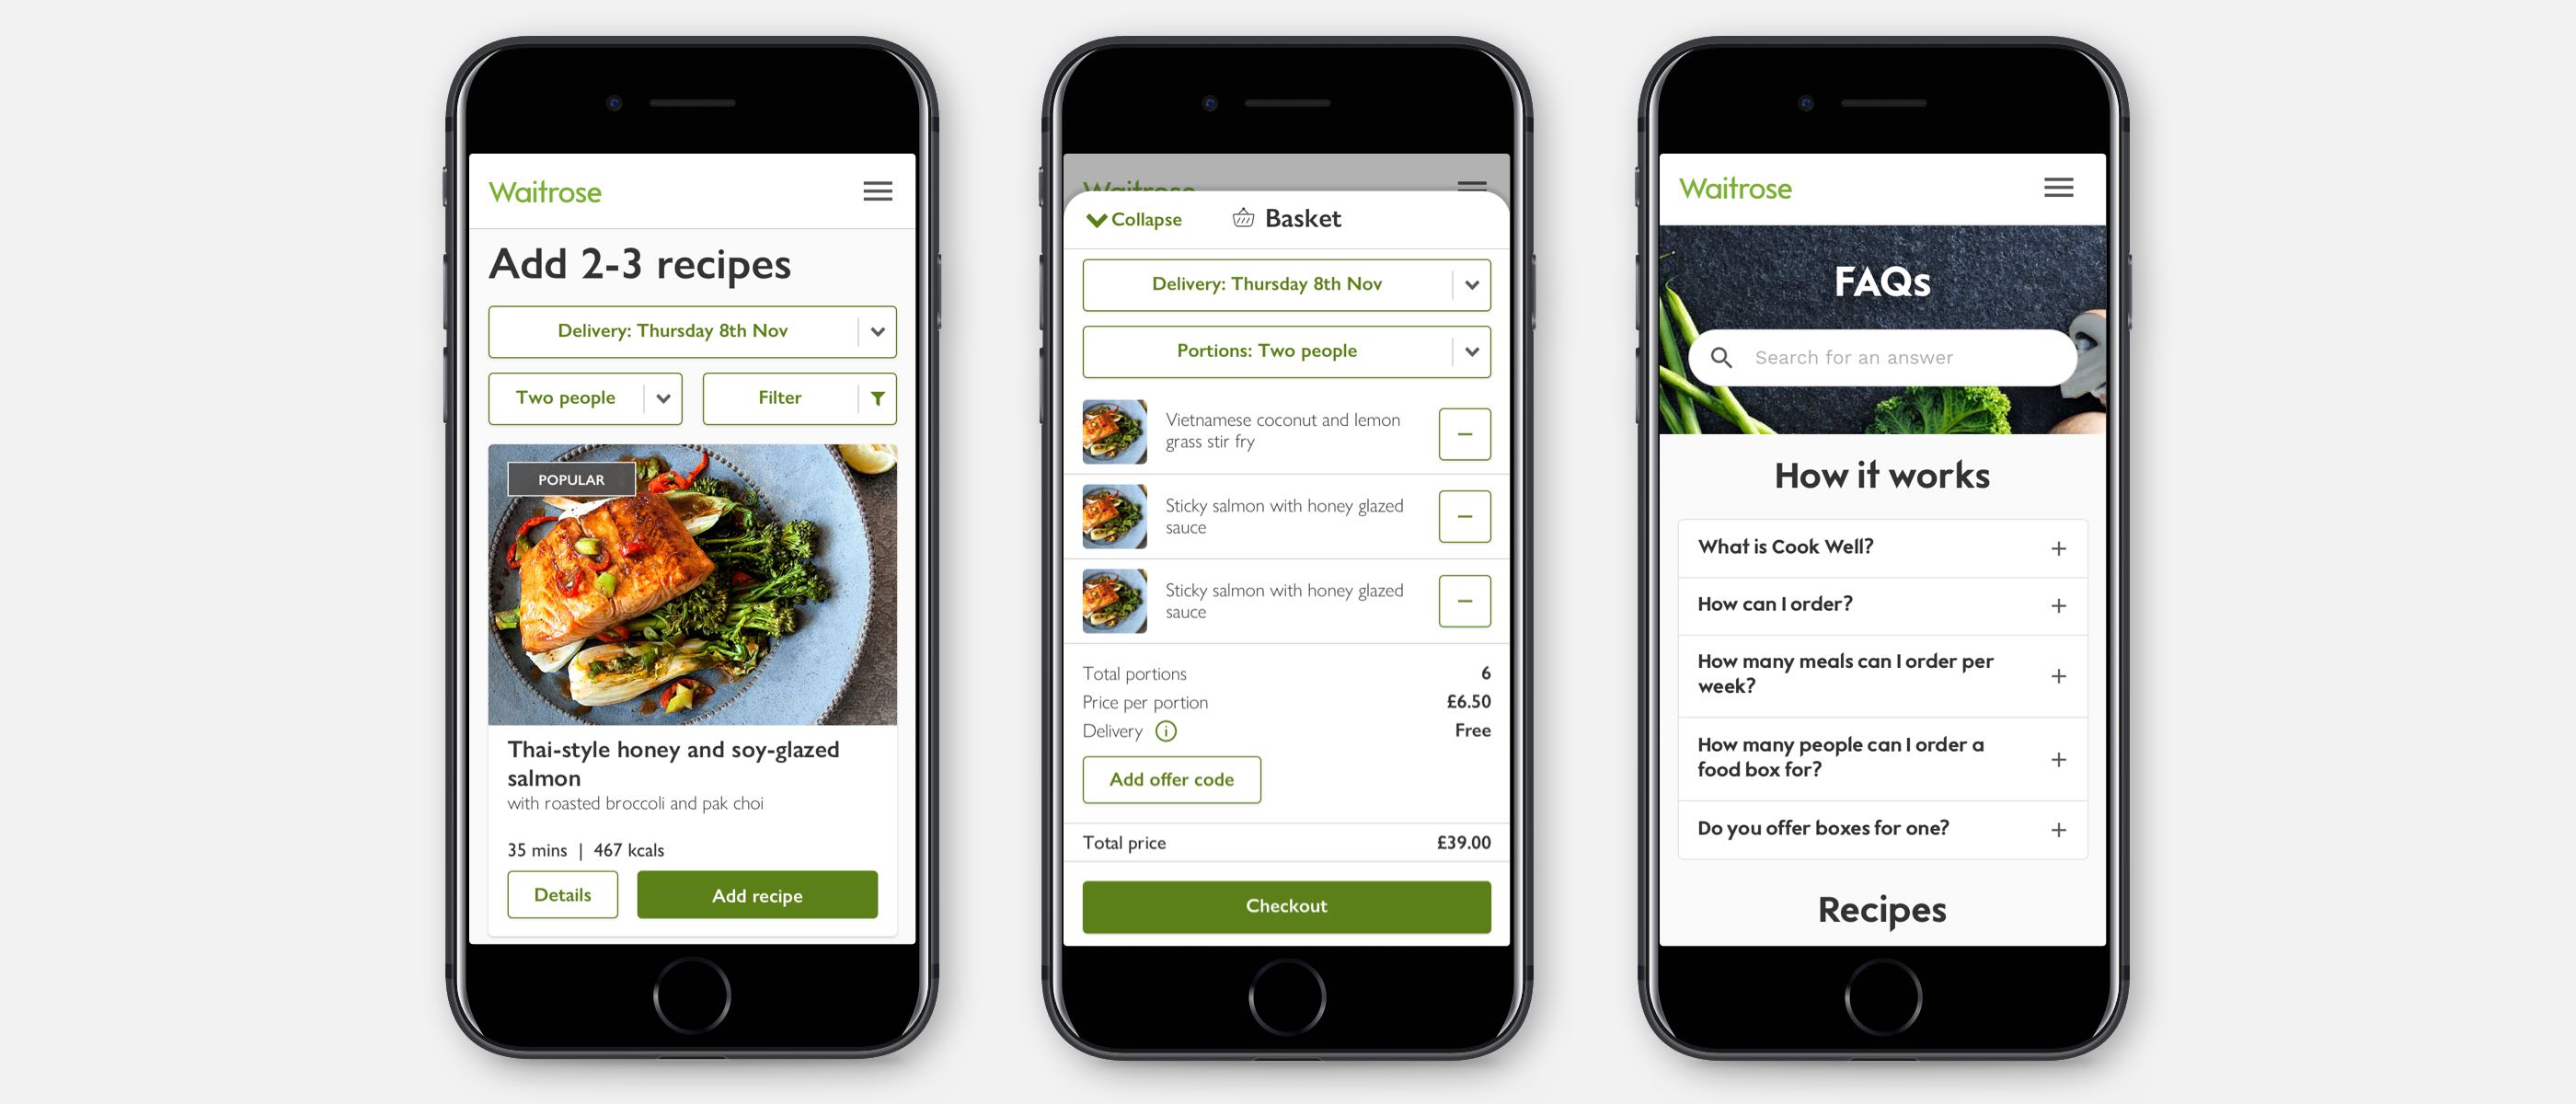 Waitrose
Add 2-3 recipes
Delivery: Thursday 8th Nov
Two people
Filter
POPULAR
Thai-style honey and soy-glazed
salmon
with roasted broccoli and pak choi
35 mins | 467 kcals
Details
Add recipe
Waitrose
Collapse
Basket
Delivery: Thursday 8th Nov
Portions: Two people
Vietnamese coconut and lemon
grass stir fry
Sticky salmon with honey glazed
sauce
Sticky salmon with honey glazed
sauce
Total portions 6
Price per portion £6.50
Delivery i Free
Add offer code
Total price £39.00
Checkout
Waitrose
FAQs
Search for an answer
How it works
What is Cook Well?
How can I order?
How many meals can I order per
week?
How many people can I order a
food box for?
Do you offer boxes for one?
Recipes